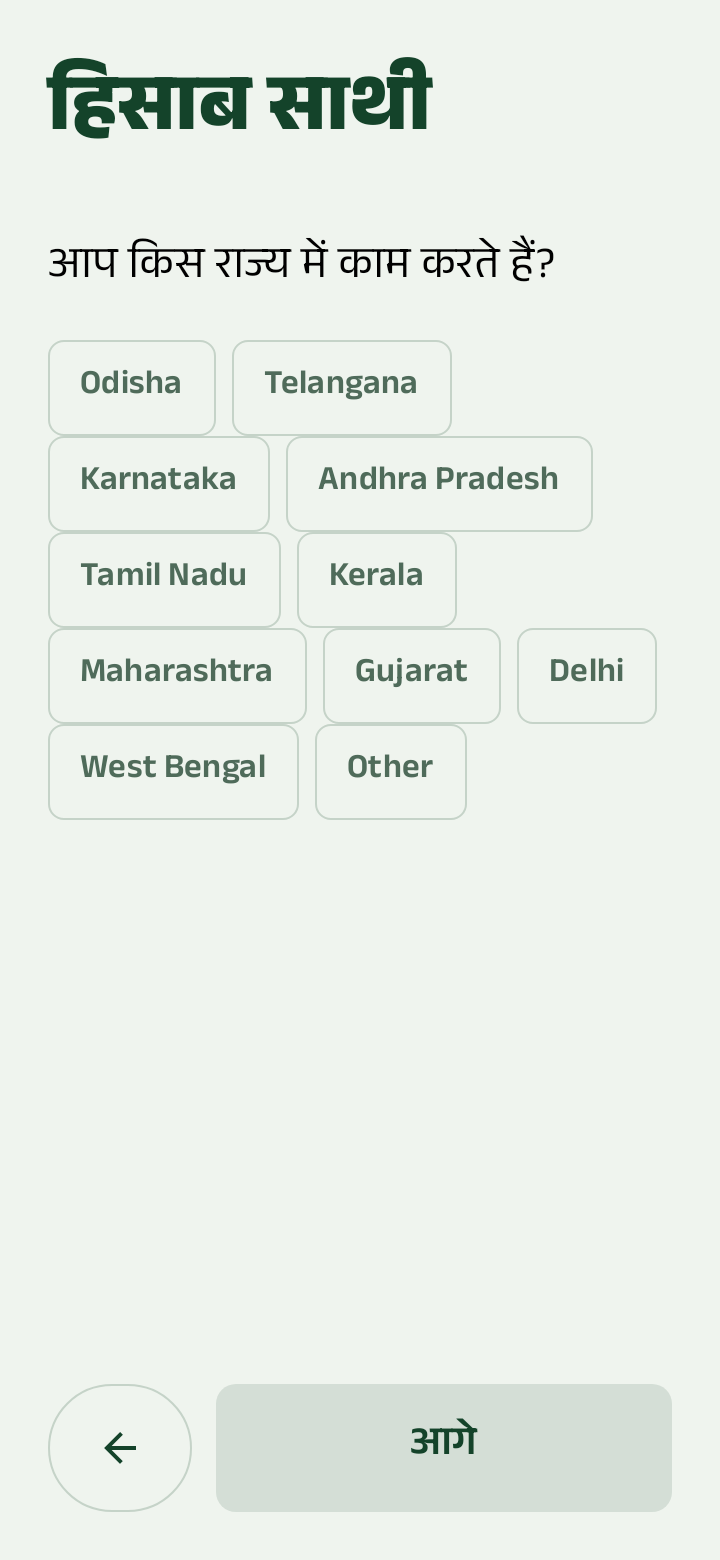 हिसाब साथी
आप किस राज्य में काम करते हैं?
Odisha Telangana
Karnataka Andhra Pradesh
Tamil Nadu Kerala
Maharashtra Gujarat Delhi
West Bengal Other
आगे